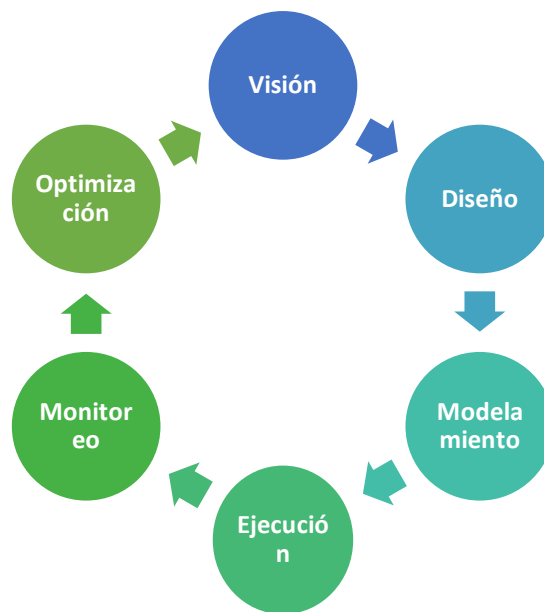 Visión
Diseño
Modela
miento
Ejecució
n
Monitor
eo
Optimiza
ción